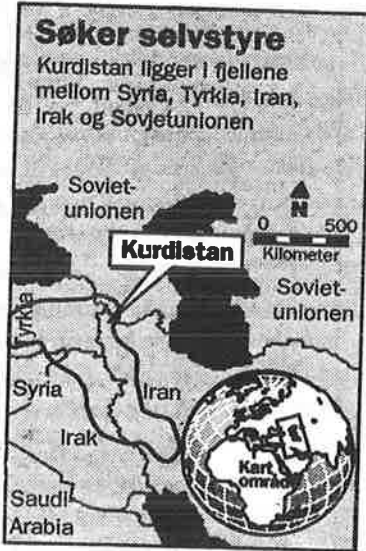 Søker selvstyre
Kurdistan ligger i fjellene
mellom Syria, Tyrkia, Iran,
Irak og Sovjetunionen
Soviet-
unionen
N
0 500
Kilometer
Kurdistan
Soviet-
unionen
Tyrkia
Syria
Iran
Irak
Kart
område
Saudi
Arabia